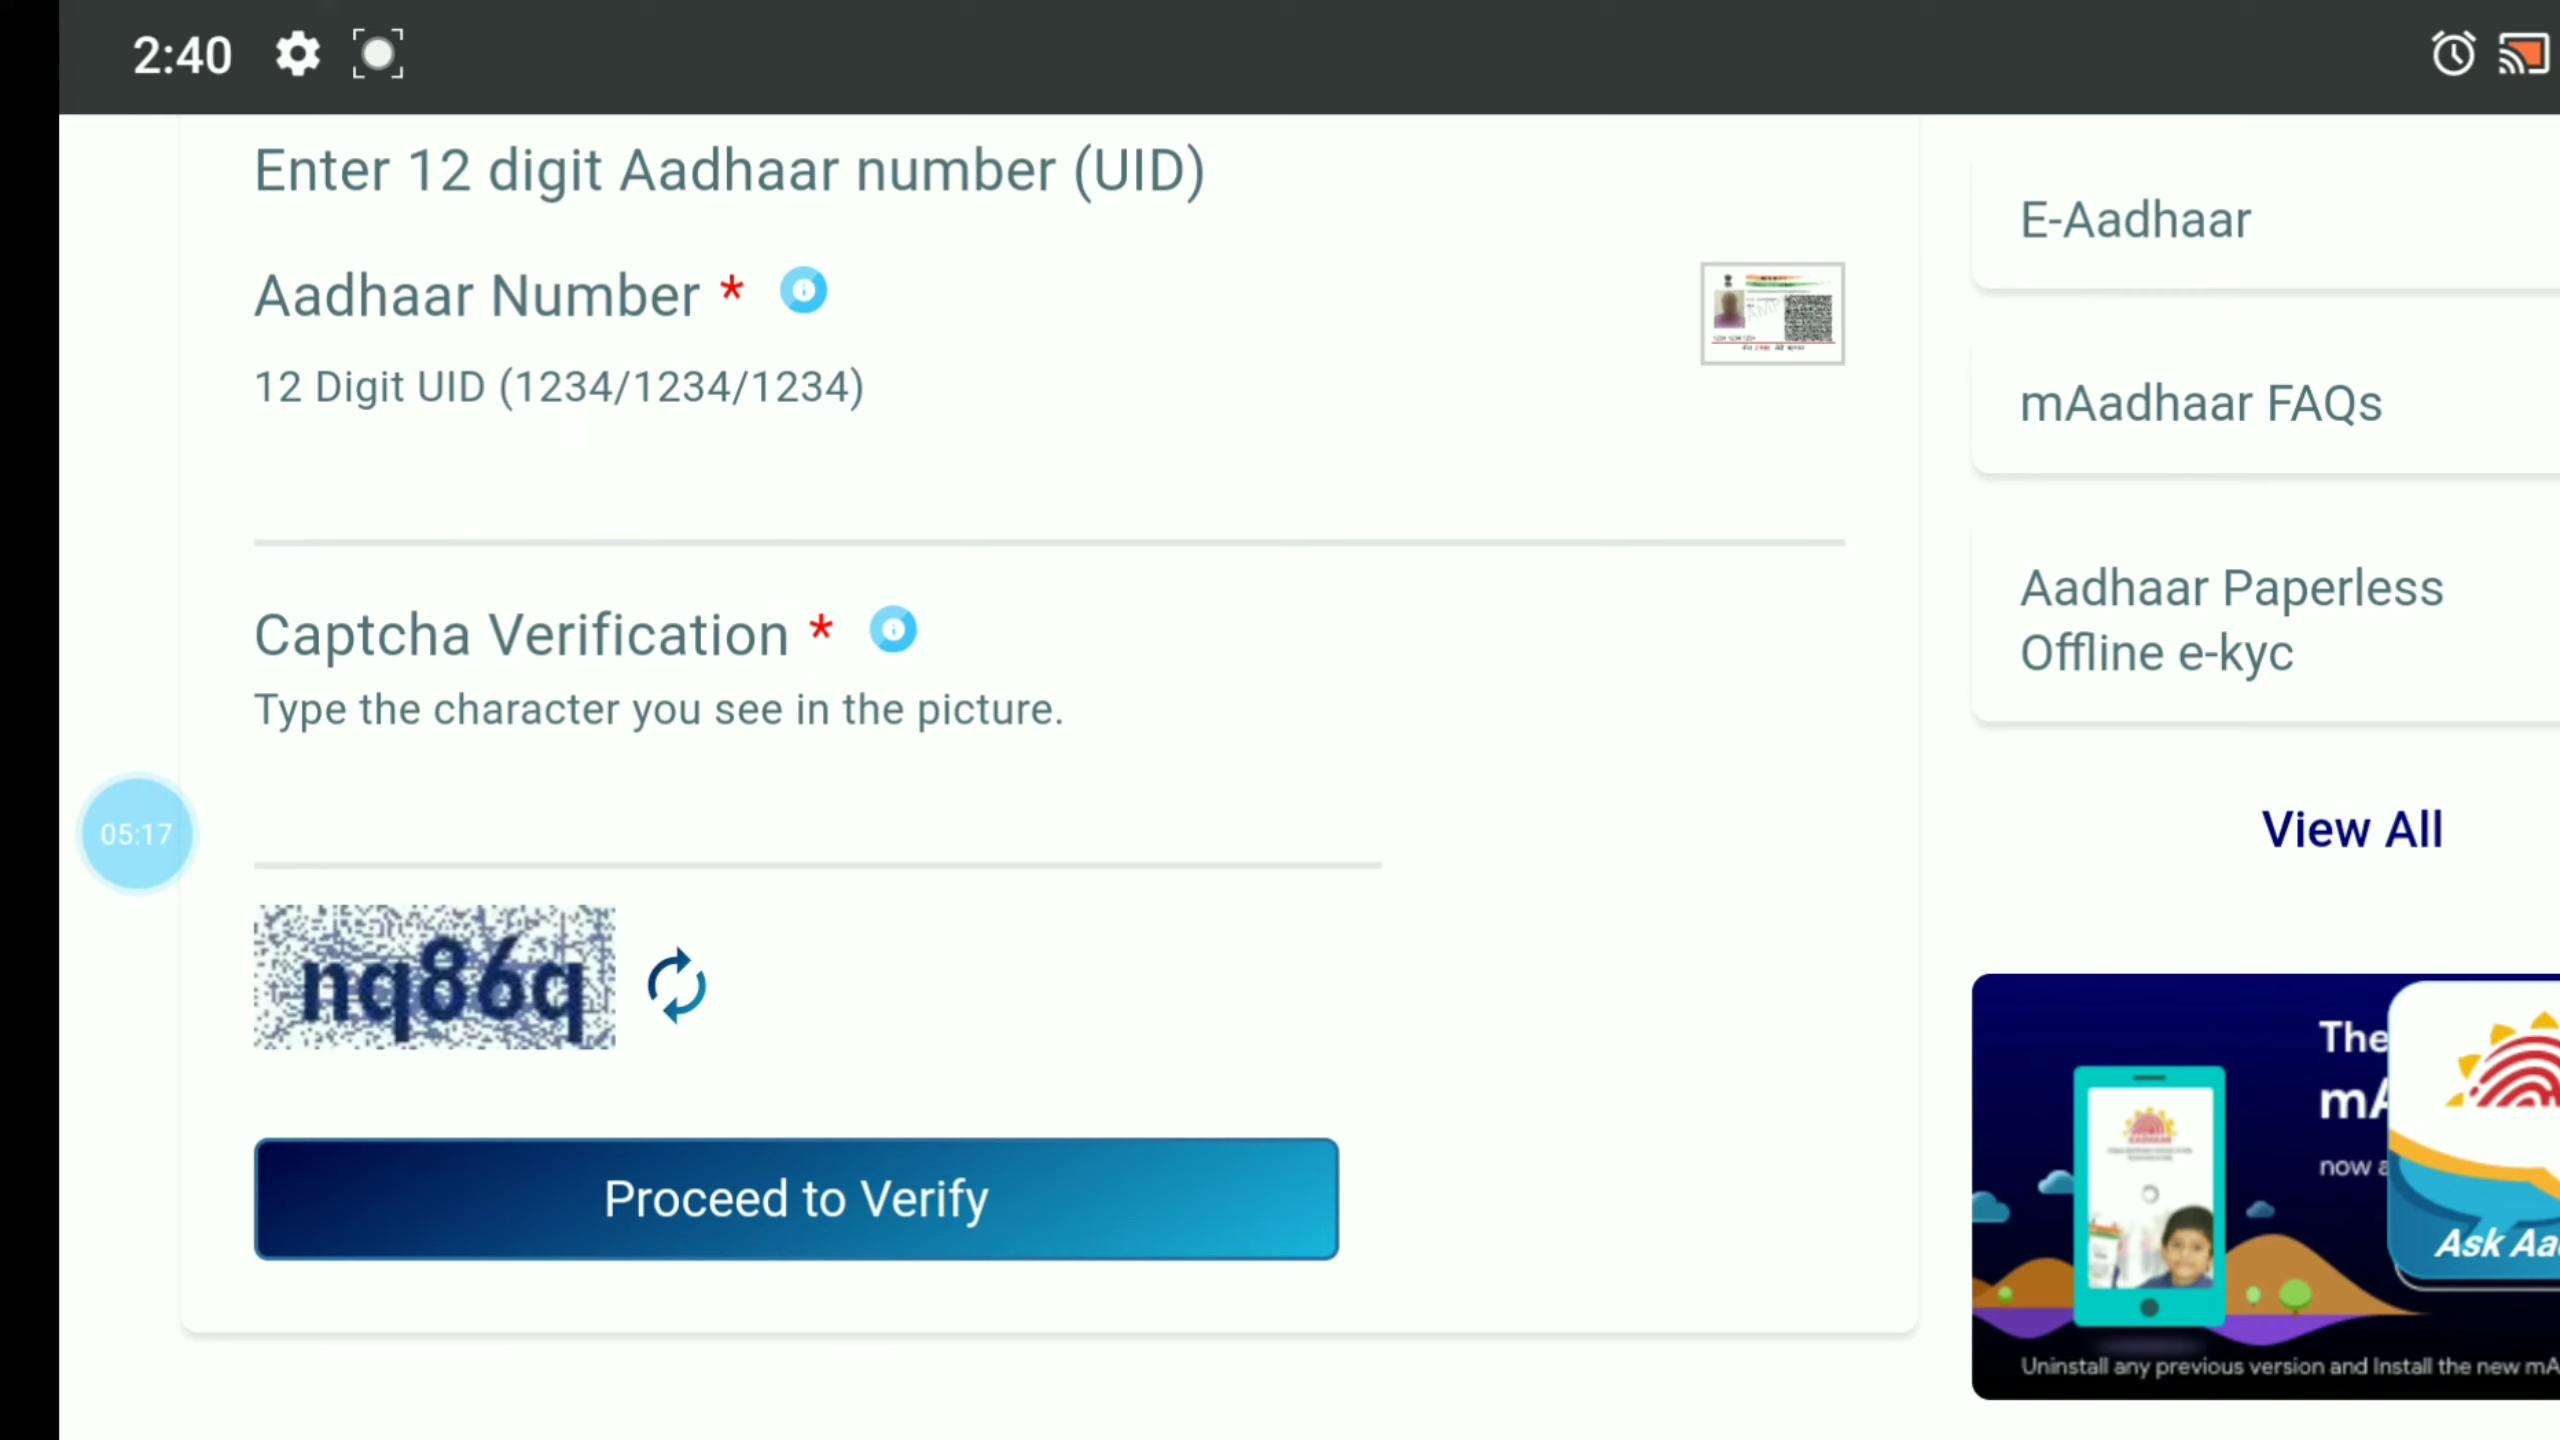 2:40
Enter 12 digit Aadhaar number (UID)
Aadhaar Number *
12 Digit UID (1234/1234/1234)
Captcha Verification *
Type the character you see in the picture.
05:17
nq86q
Proceed to Verify
E-Aadhaar
mAadhaar FAQs
Aadhaar Paperless
Offline e-kyc
View All
The
mA
now a
Ask Aa
Uninstall any previous version and Install the new mA